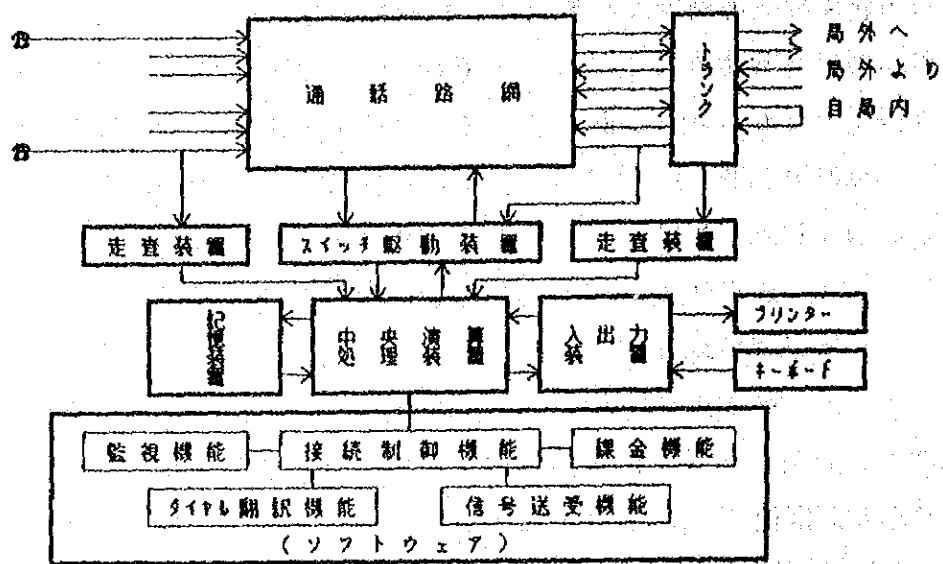 局外へ
通話路網
トランク
局外より
自局内
走査装置
スイッチ駆動装置
走査装置
記憶装置
中央演算
処理装置
入出力
装置
プリンター
キーボード
監視機能
接続制御機能
課金機能
ダイヤル翻訳機能
信号送受機能
(ソフトウェア)